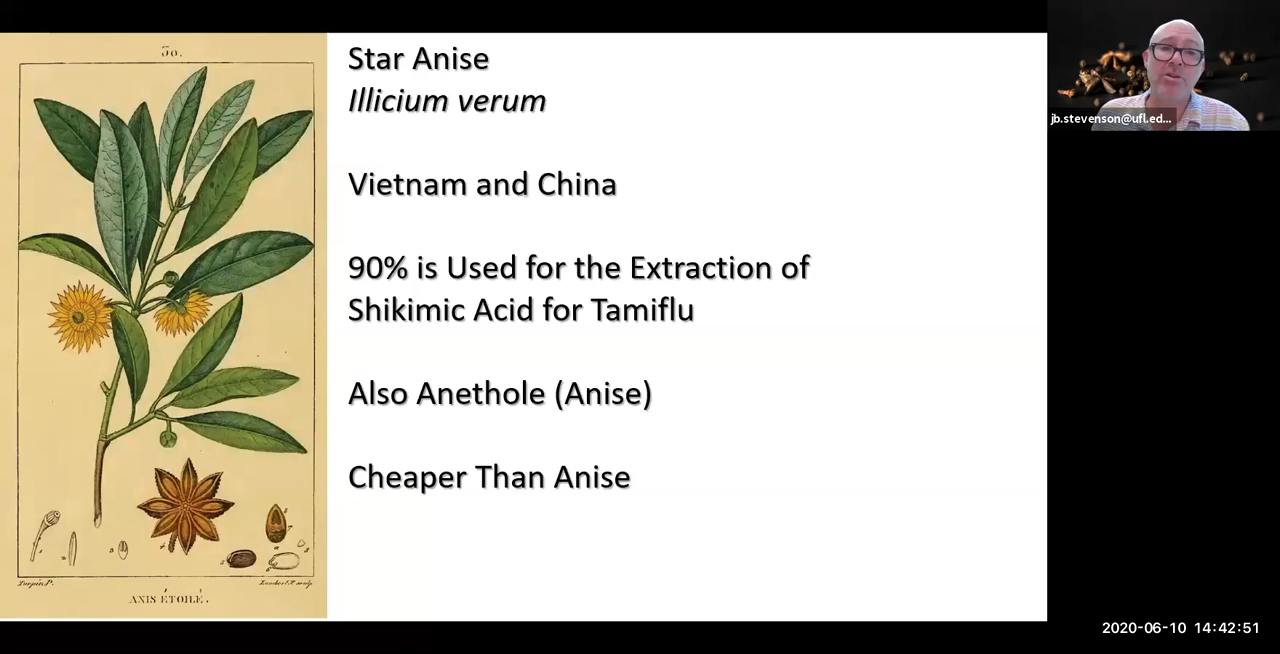 Star Anise
Illicium verum
Vietnam and China
90% is Used for the Extraction of
Shikimic Acid for Tamiflu
Also Anethole (Anise)
Cheaper Than Anise
30.
Turpin P.
ANIS ÉTOILÉ.
jb.stevenson@ufl.ed...
2020-06-10 14:42:51